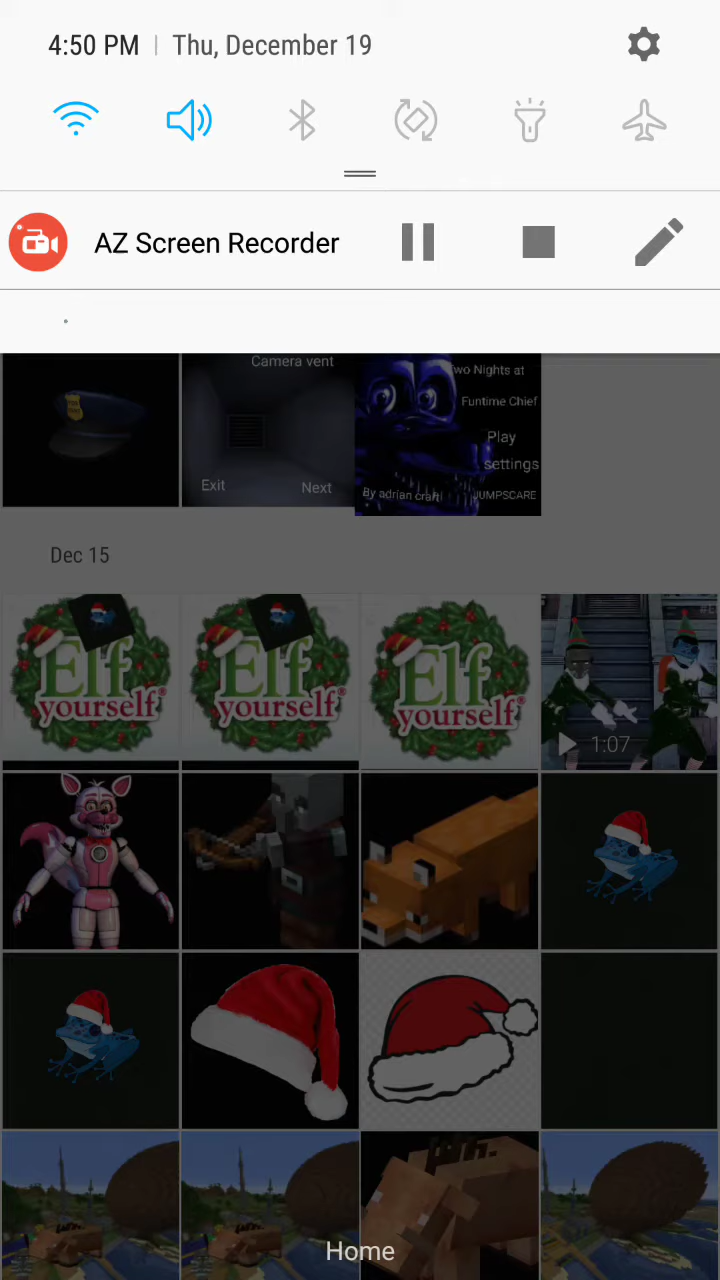 4:50 PM | Thu, December 19
AZ Screen Recorder
Camera vent
Exit
Next
wo Nights at
Funtime Chief
Play
settings
By adrian craft
JUMPSCARE
Dec 15
Elf
yourself®
Elf
yourself®
Elf
yourself®
1:07
Home